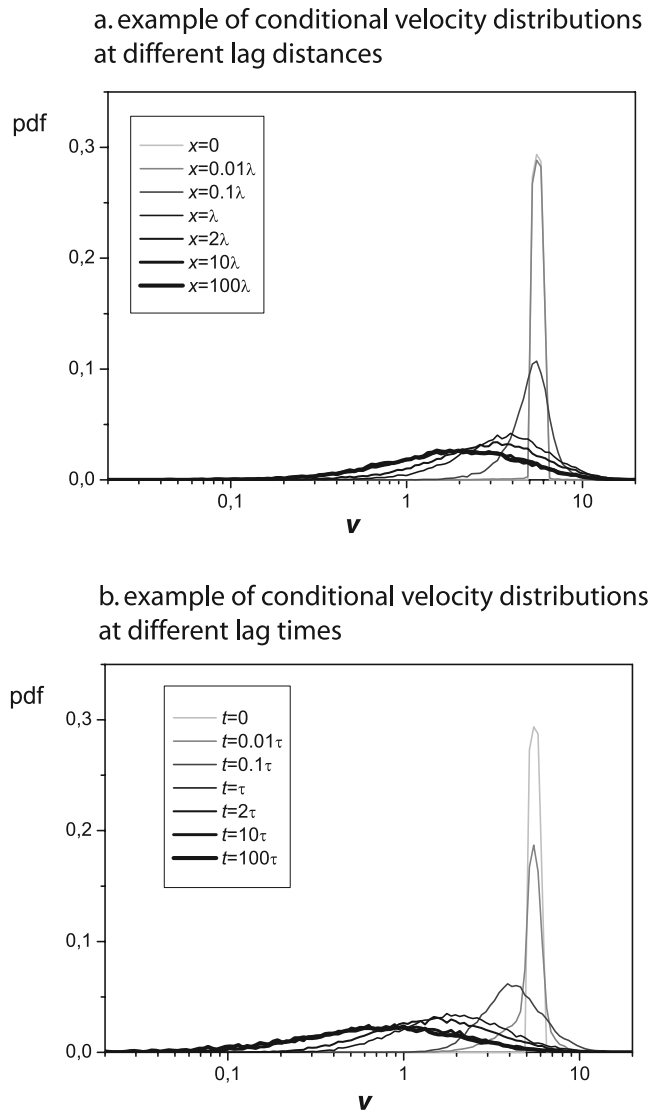 a. example of conditional velocity distributions
at different lag distances
pdf
0,3
0,2
0,1
0,0
x=0
x=0.01λ
x=0.1λ
x=λ
x=2λ
x=10λ
x=100λ
0,1 1 10
v
b. example of conditional velocity distributions
at different lag times
pdf
0,3
0,2
0,1
0,0
t=0
t=0.01τ
t=0.1τ
t=τ
t=2τ
t=10τ
t=100τ
0,1 1 10
v